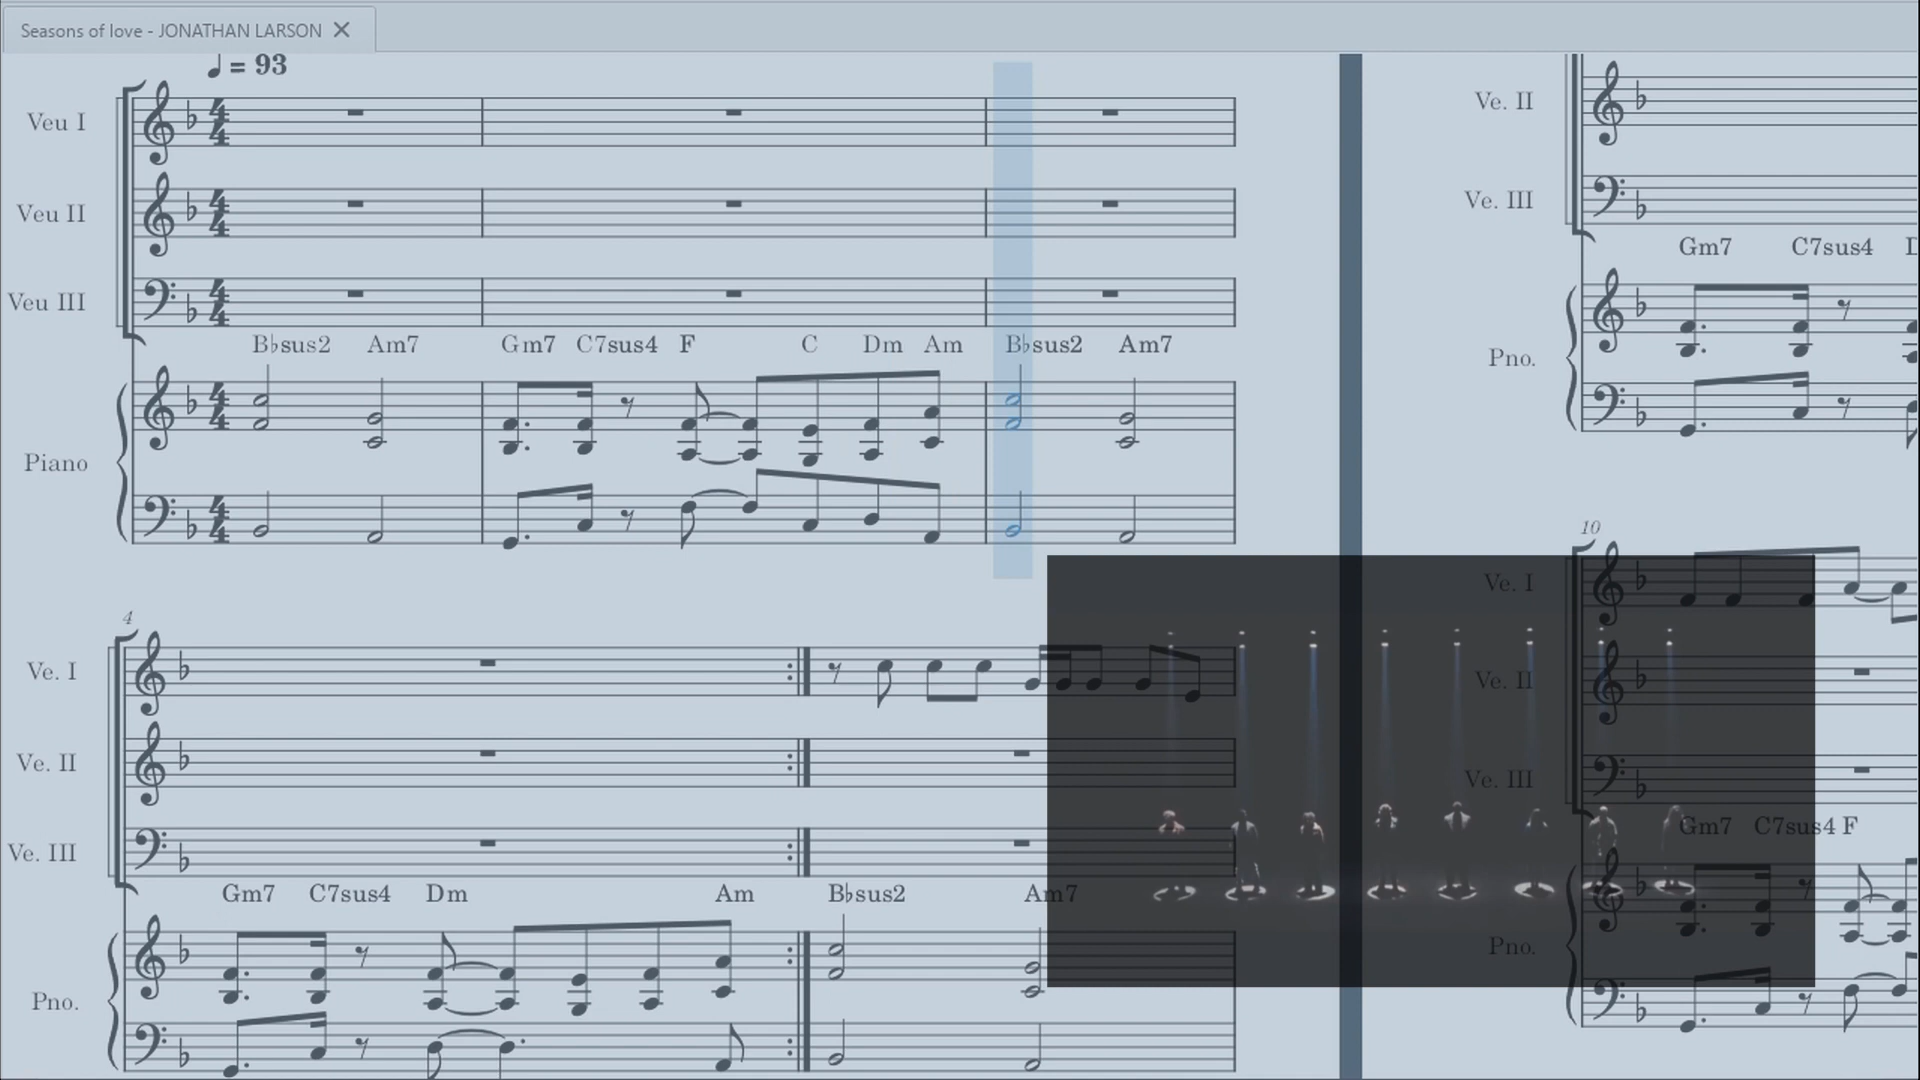 Seasons of love - JONATHAN LARSON
♩ = 93
Veu I
Veu II
Veu III
B♭sus2 Am7 Gm7 C7sus4 F C Dm Am B♭sus2 Am7
Piano
4
Ve. I
Ve. II
Ve. III
Gm7 C7sus4 Dm Am B♭sus2 Am7
Pno.
Ve. II
Ve. III
Gm7 C7sus4 D
Pno.
10
Ve. I
Ve. II
Ve. III
Gm7 C7sus4 F
Pno.